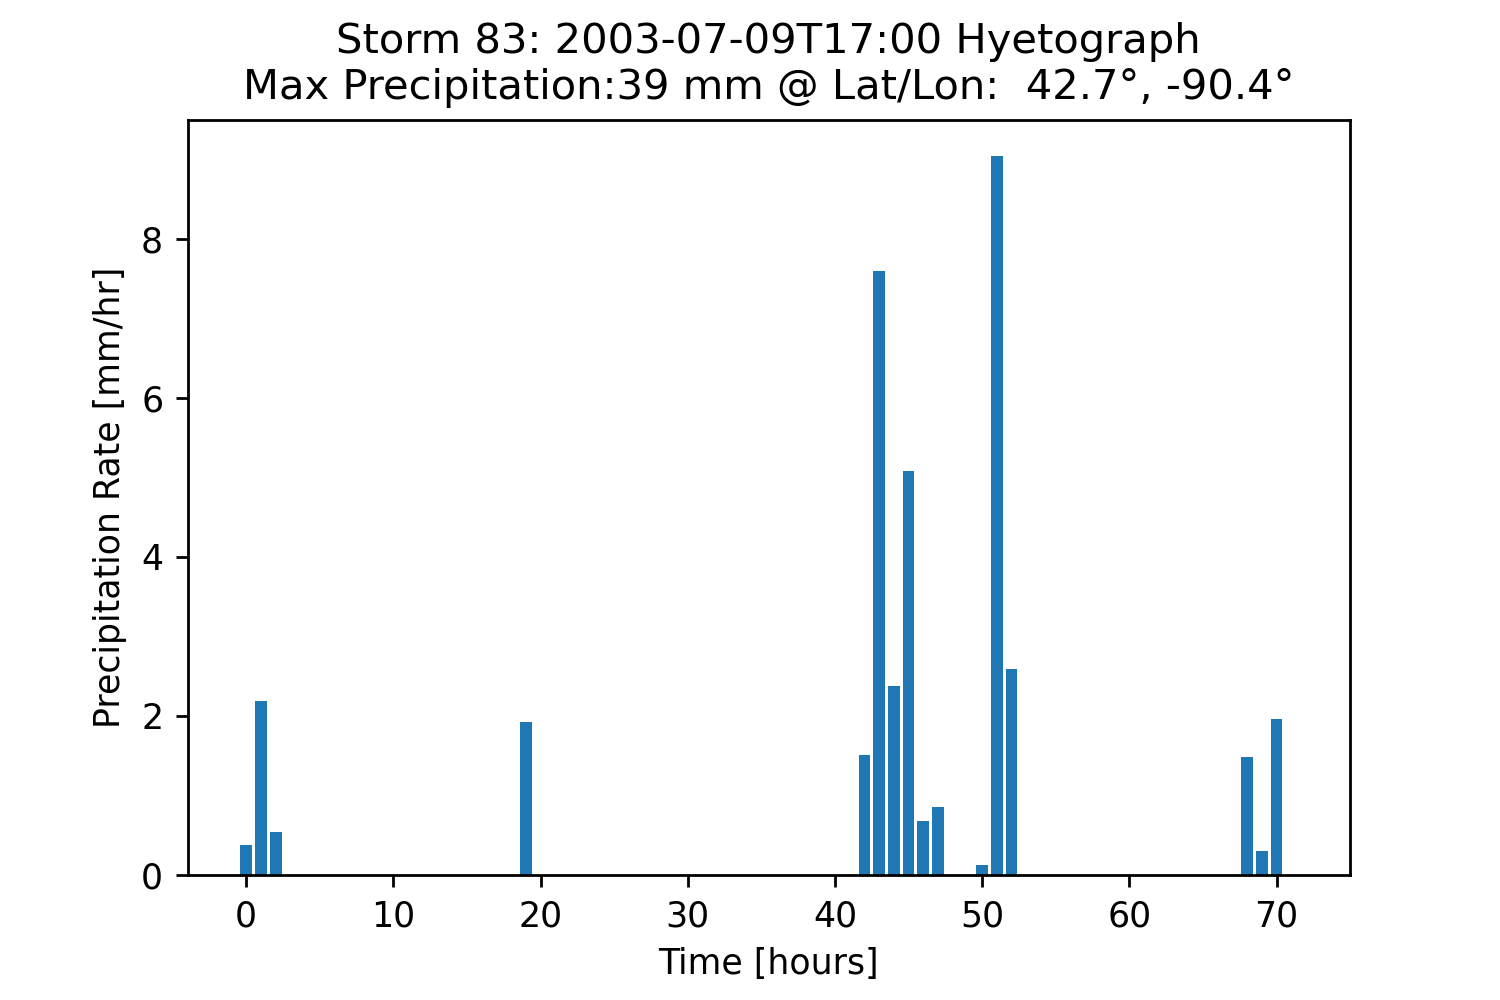 Storm 83: 2003-07-09T17:00 Hyetograph
Max Precipitation:39 mm @ Lat/Lon:  42.7°, -90.4°
Precipitation Rate [mm/hr]
8
6
4
2
0
0 10 20 30 40 50 60 70
Time [hours]